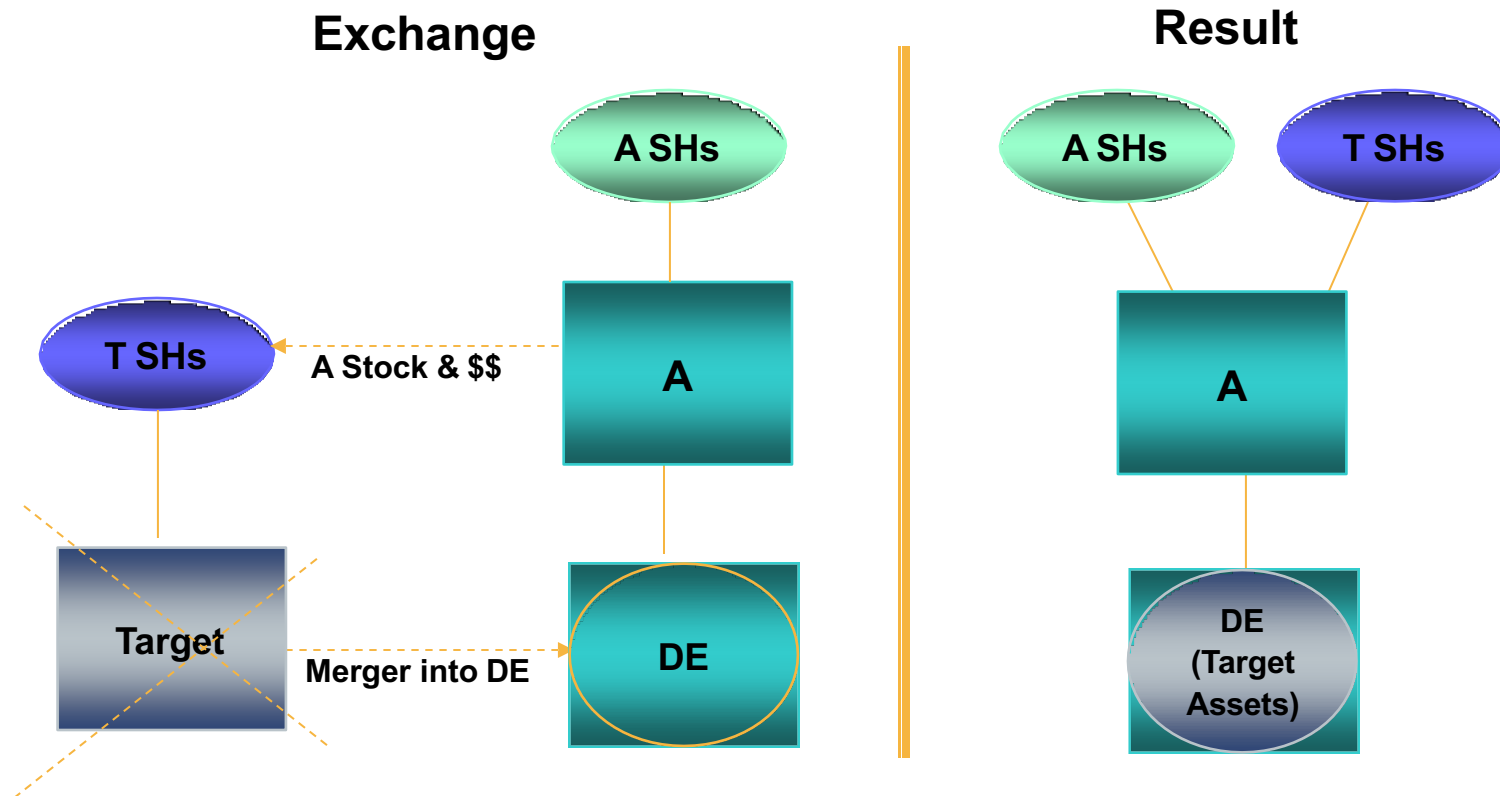 Exchange
A SHs
T SHs
A Stock & $$
A
Target
Merger into DE
DE
Result
A SHs
T SHs
A
DE
(Target
Assets)